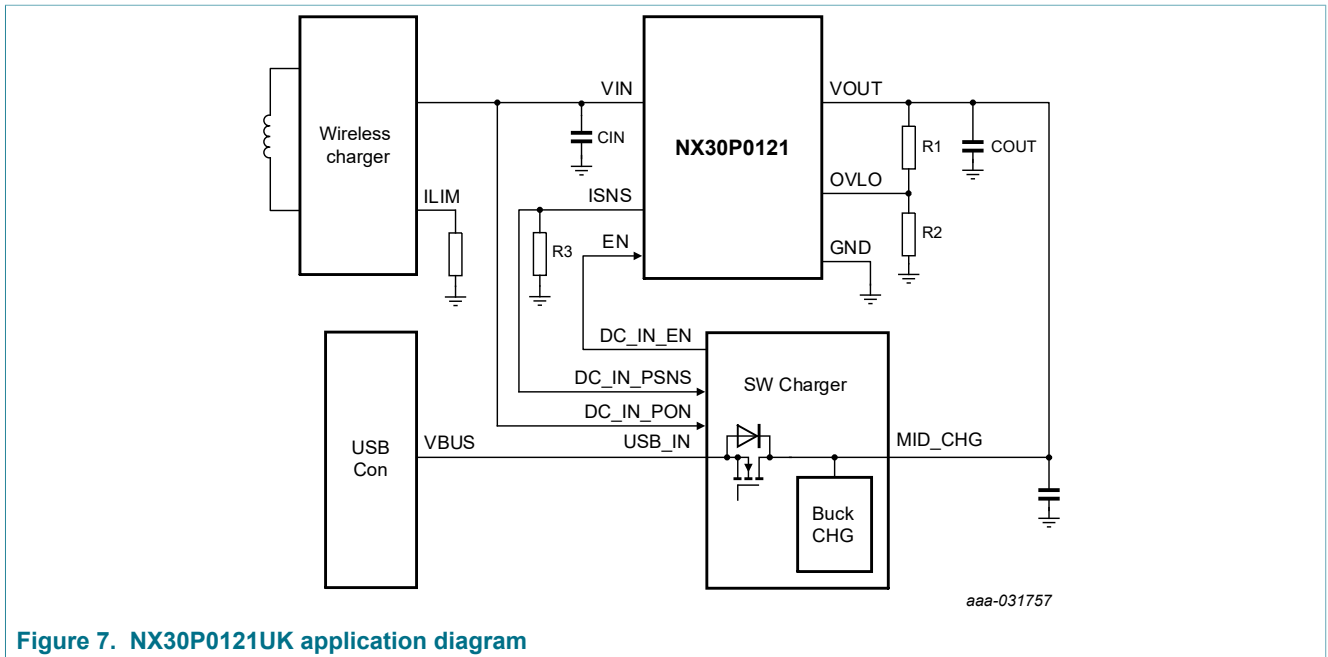 Wireless
charger
ILIM
VIN
CIN
ISNS
R3
EN
NX30P0121
VOUT
R1
COUT
OVLO
R2
GND
USB
Con
VBUS
DC_IN_EN
DC_IN_PSNS
DC_IN_PON
USB_IN
SW Charger
MID_CHG
Buck
CHG
aaa-031757
Figure 7. NX30P0121UK application diagram